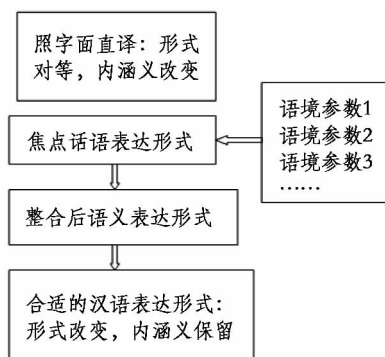 照字面直译：形式
对等，内涵义改变
语境参数1
语境参数2
语境参数3
……
焦点话语表达形式
整合后语义表达形式
合适的汉语表达形式：
形式改变，内涵义保留